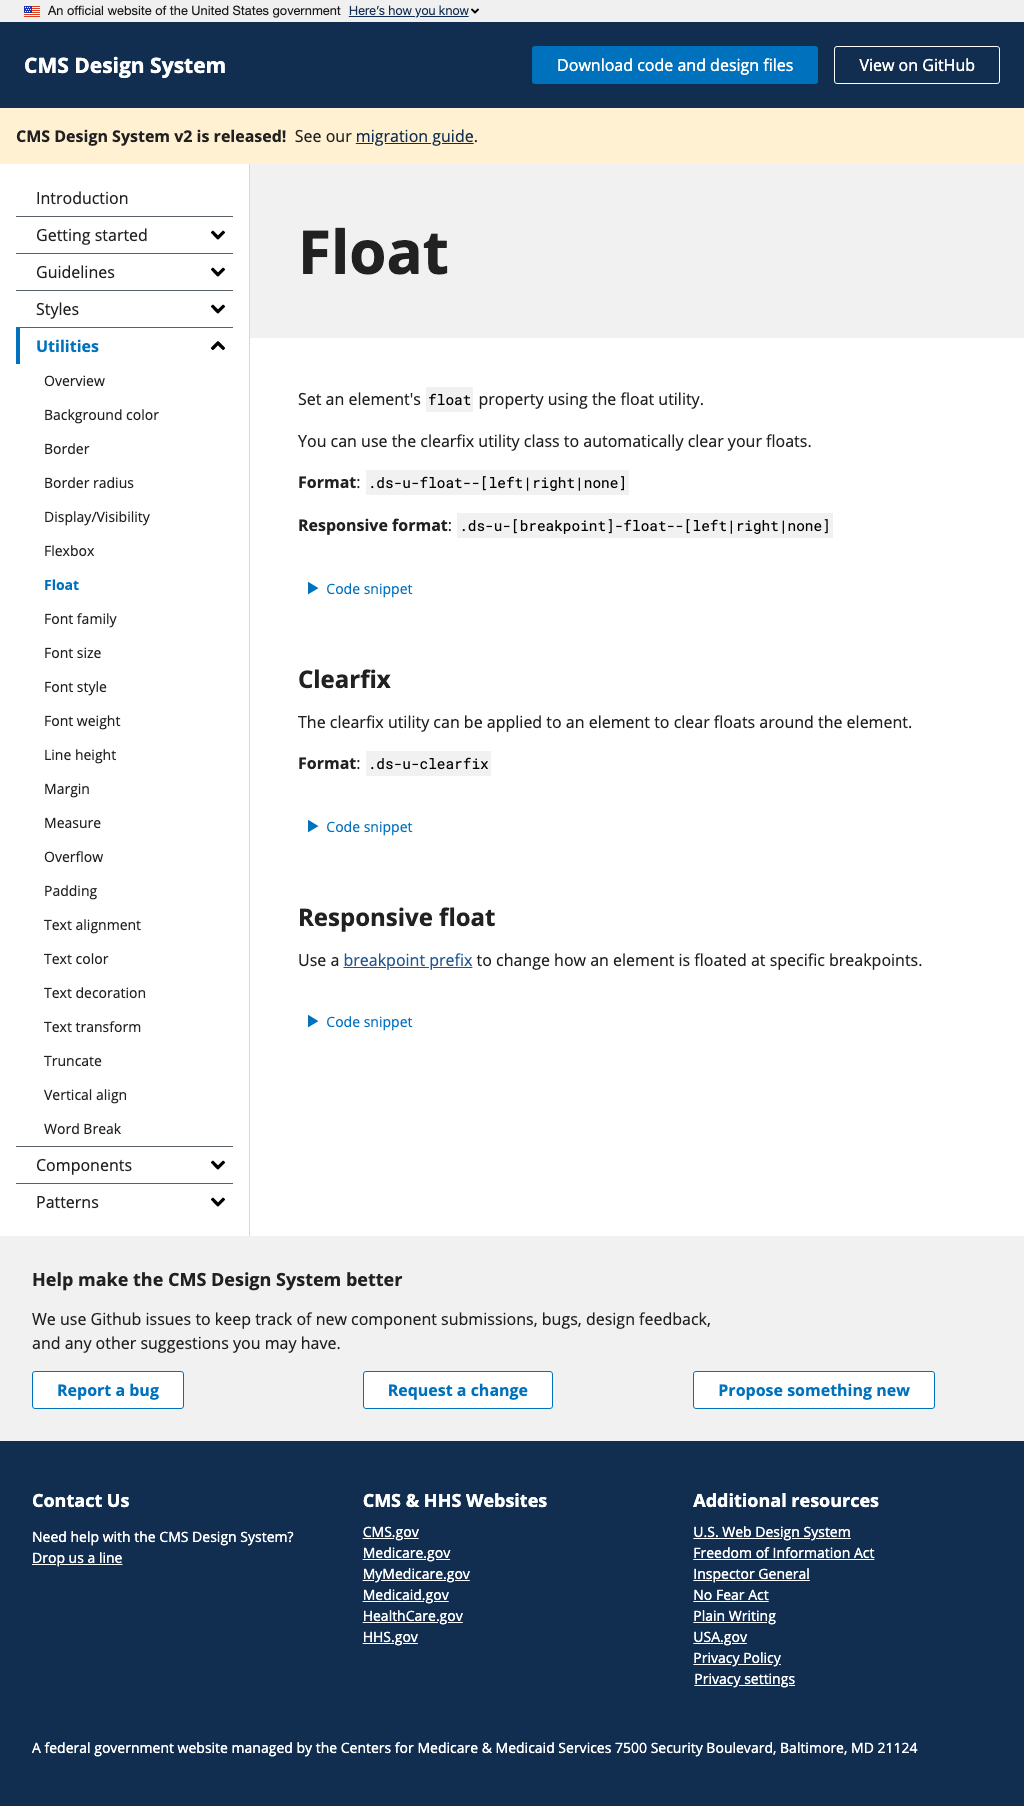 An official website of the United States government Here's how you know
CMS Design System
Download code and design files
View on GitHub
CMS Design System v2 is released! See our migration guide.
Introduction
Getting started
Guidelines
Styles
Utilities
Overview
Background color
Border
Border radius
Display/Visibility
Flexbox
Float
Font family
Font size
Font style
Font weight
Line height
Margin
Measure
Overflow
Padding
Text alignment
Text color
Text decoration
Text transform
Truncate
Vertical align
Word Break
Components
Patterns
Float
Set an element's float property using the float utility.
You can use the clearfix utility class to automatically clear your floats.
Format: .ds-u-float--[left|right|none]
Responsive format: .ds-u-[breakpoint]-float--[left|right|none]
Code snippet
Clearfix
The clearfix utility can be applied to an element to clear floats around the element.
Format: .ds-u-clearfix
Code snippet
Responsive float
Use a breakpoint prefix to change how an element is floated at specific breakpoints.
Code snippet
Help make the CMS Design System better
We use Github issues to keep track of new component submissions, bugs, design feedback,
and any other suggestions you may have.
Report a bug
Request a change
Propose something new
Contact Us
Need help with the CMS Design System?
Drop us a line
CMS & HHS Websites
CMS.gov
Medicare.gov
MyMedicare.gov
Medicaid.gov
HealthCare.gov
HHS.gov
Additional resources
U.S. Web Design System
Freedom of Information Act
Inspector General
No Fear Act
Plain Writing
USA.gov
Privacy Policy
Privacy settings
A federal government website managed by the Centers for Medicare & Medicaid Services 7500 Security Boulevard, Baltimore, MD 21124